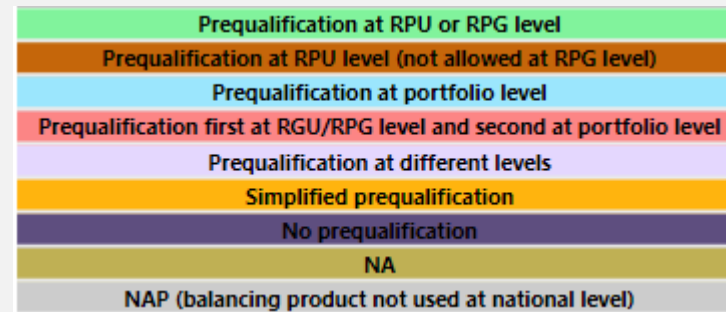 Prequalification at RPU or RPG level
Prequalification at RPU level (not allowed at RPG level)
Prequalification at portfolio level
Prequalification first at RGU/RPG level and second at portfolio level
Prequalification at different levels
Simplified prequalification
No prequalification
NA
NAP (balancing product not used at national level)